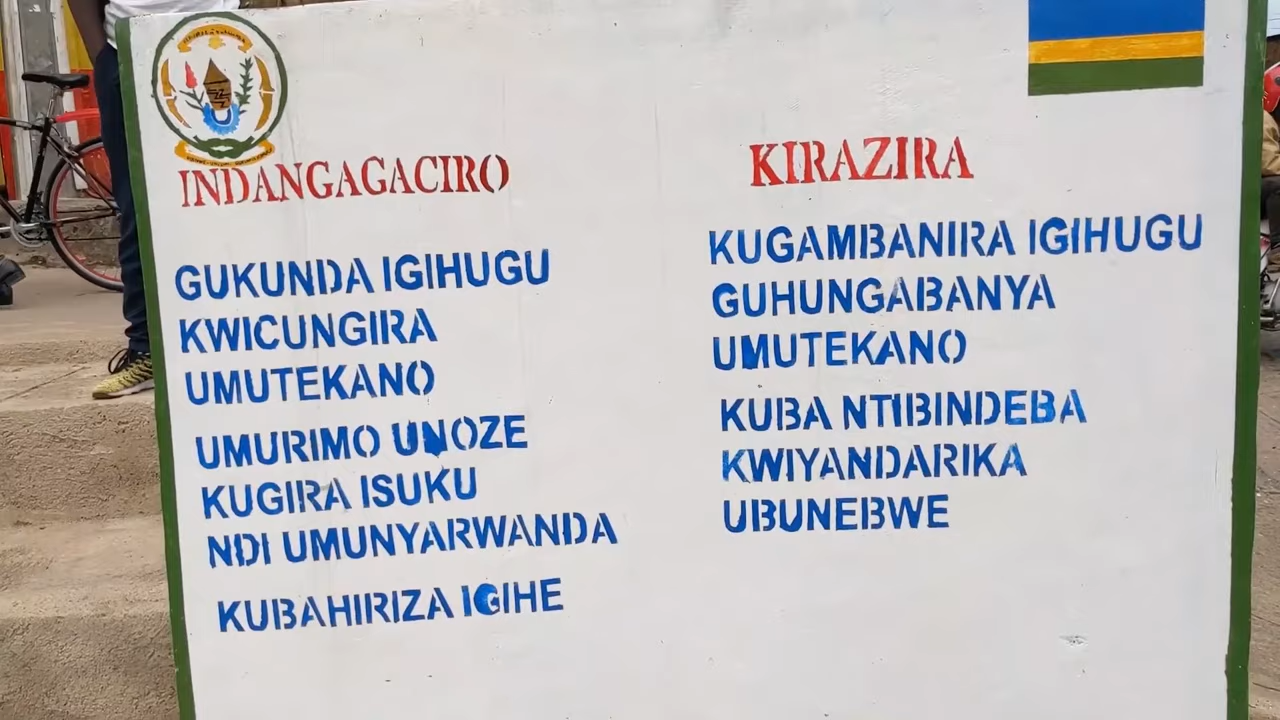 INDANGAGACIRO
GUKUNDA IGIHUGU
KWICUNGIRA
UMUTEKANO
UMURIMO UNOZE
KUGIRA ISUKU
NDI UMUNYARWANDA
KUBAHIRIZA IGIHE
KIRAZIRA
KUGAMBANIRA IGIHUGU
GUHUNGABANYA
UMUTEKANO
KUBA NTIBINDEBA
KWIYANDARIKA
UBUNEBWE